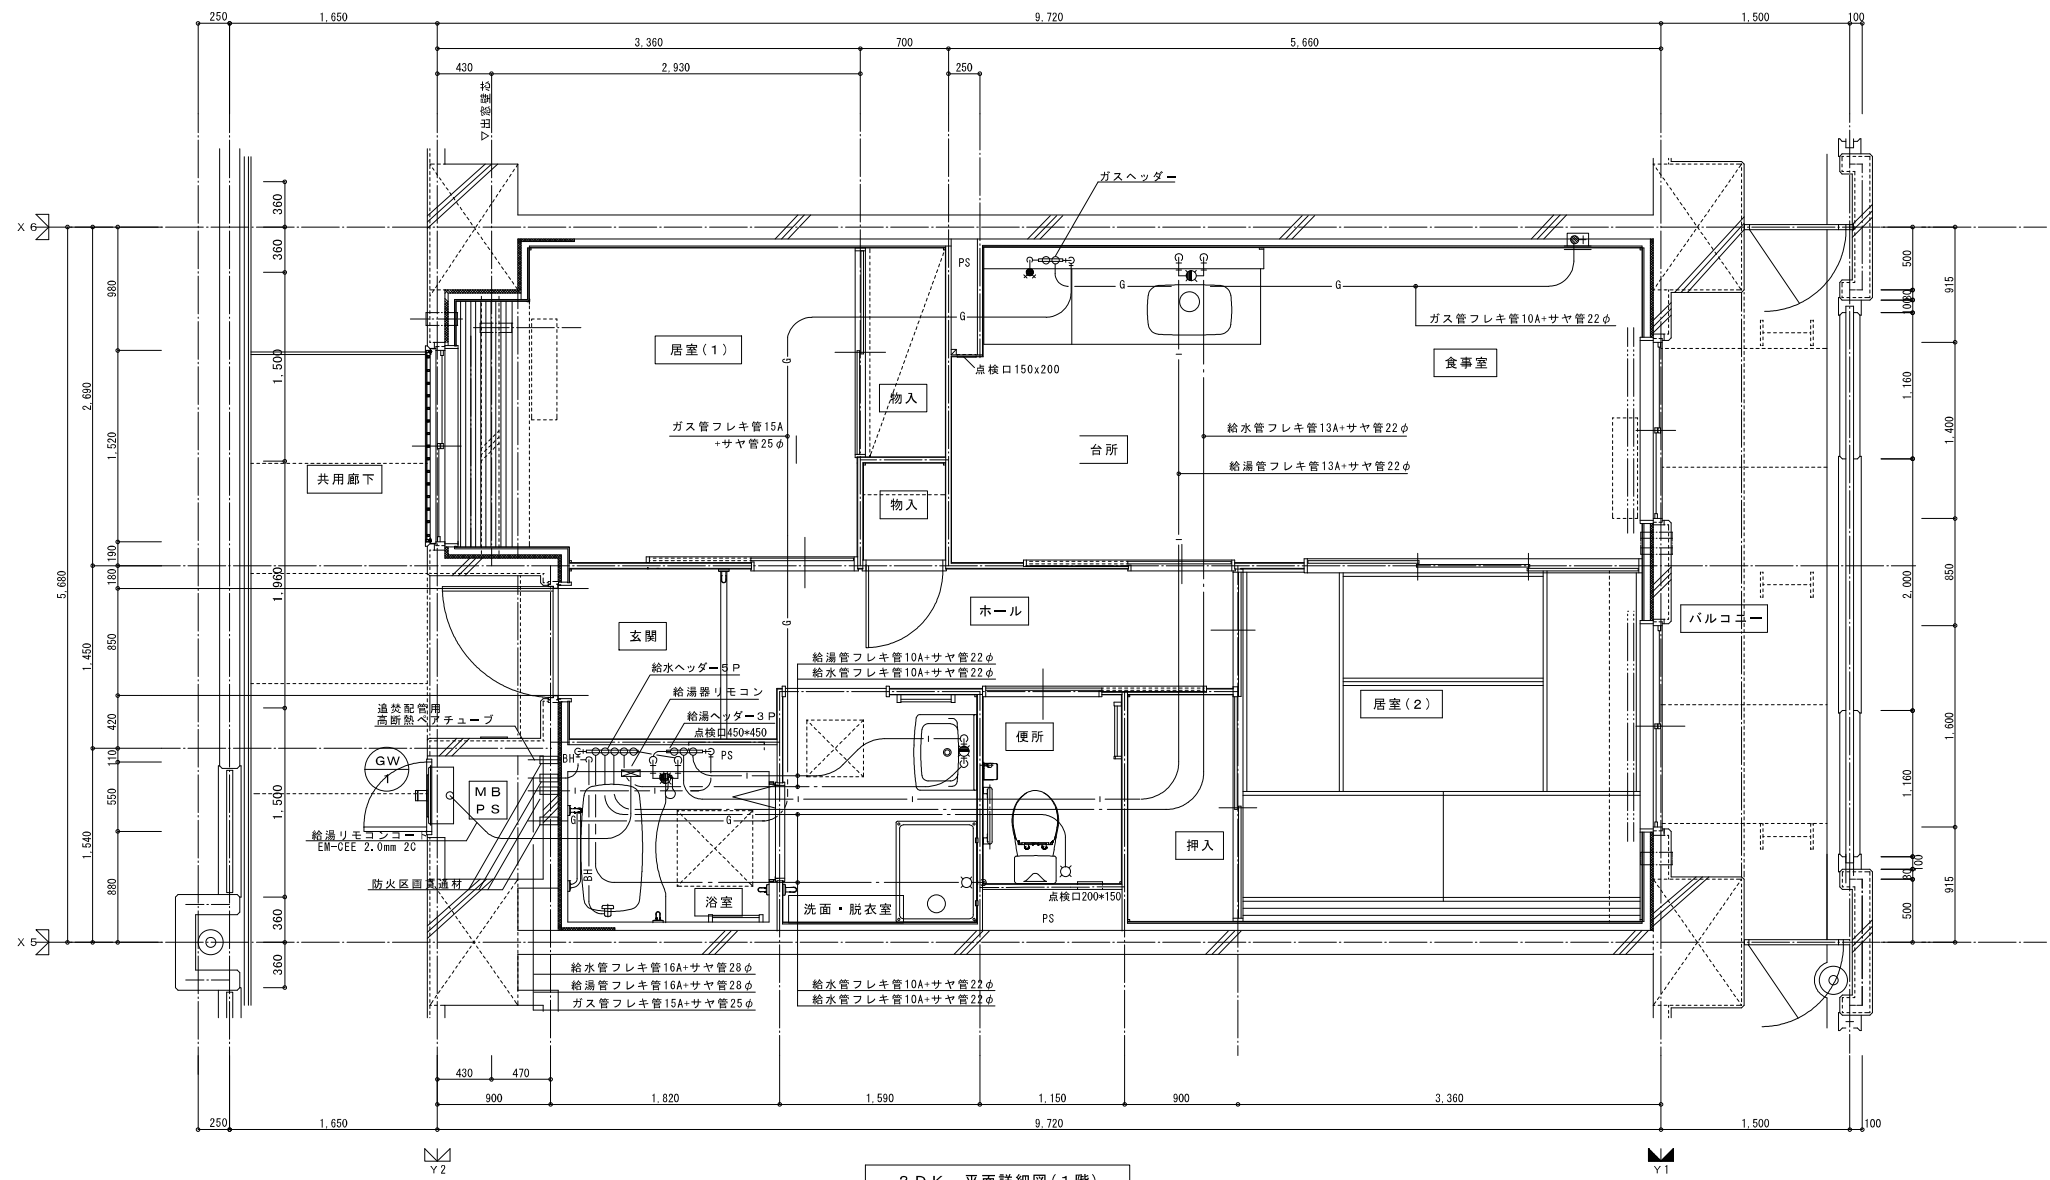 250
1,650
9,720
1,500
100
3,360
700
5,660
430
2,930
250
▽出窓壁芯
ガスヘッダー
X6
360
360
980
2,690
1,500
1,520
5,680
190
180
1,960
850
1,450
420
110
550
1,500
1,540
880
360
360
X5
PS
G
G
G
G
ガス管フレキ管10A+サヤ管22φ
居室(1)
食事室
点検口150x200
物入
ガス管フレキ管15A
+サヤ管25φ
給水管フレキ管13A+サヤ管22φ
台所
給湯管フレキ管13A+サヤ管22φ
共用廊下
物入
500
915
100
1,160
1,400
850
2,000
1,600
1,160
100
915
500
ホール
バルコニー
玄関
G
給湯管フレキ管10A+サヤ管22φ
給水ヘッダー5P
給水管フレキ管10A+サヤ管22φ
給湯器リモコン
居室(2)
追焚配管用
高断熱ペアチューブ
給湯ヘッダー3P
点検口450*450
便所
GW
1
BH
PS
MB
PS
G
G
給湯リモコンコード
EM-CEE 2.0mm 2C
押入
防火区画貫通材
BH
浴室
洗面・脱衣室
点検口200*150
PS
給水管フレキ管16A+サヤ管28φ
給湯管フレキ管16A+サヤ管28φ
ガス管フレキ管15A+サヤ管25φ
給水管フレキ管10A+サヤ管22φ
給水管フレキ管10A+サヤ管22φ
430
470
900
1,820
1,590
1,150
900
3,360
250
1,650
9,720
1,500
100
Y2
Y1